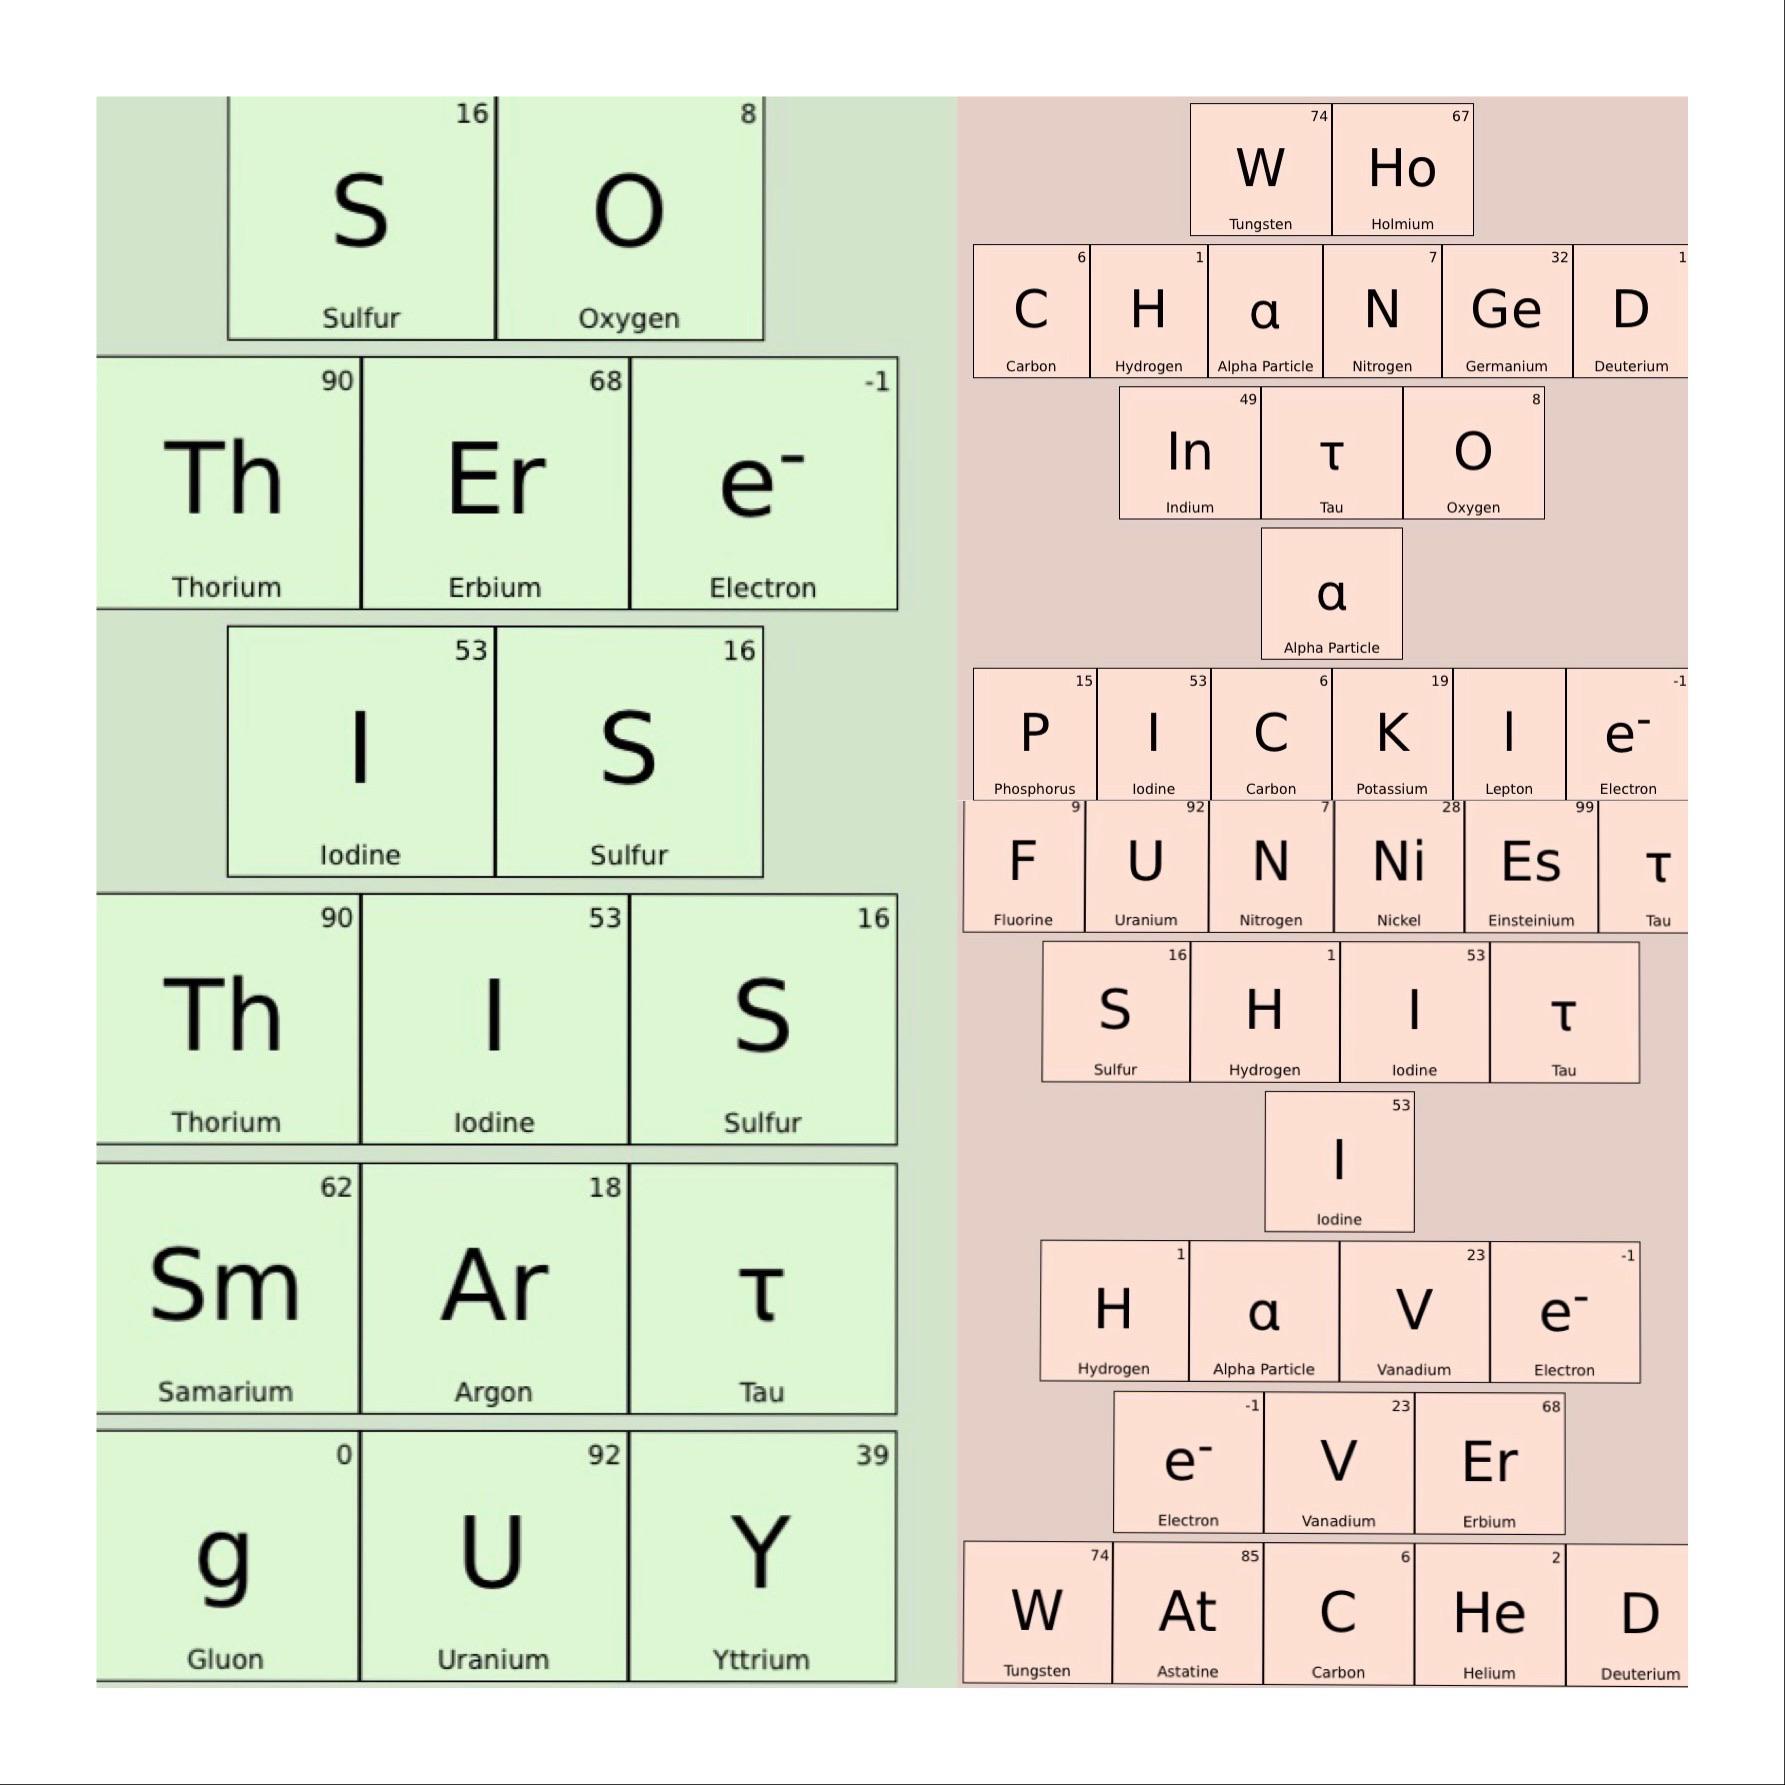 16 8
S O
Sulfur Oxygen
90 68 -1
Th Er e⁻
Thorium Erbium Electron
53 16
I S
Iodine Sulfur
90 53 16
Th I S
Thorium Iodine Sulfur
62 18
Sm Ar τ
Samarium Argon Tau
0 92 39
g U Y
Gluon Uranium Yttrium
74 67
W Ho
Tungsten Holmium
6 1 7 32 1
C H α N Ge D
Carbon Hydrogen Alpha Particle Nitrogen Germanium Deuterium
49 8
In τ O
Indium Tau Oxygen
α
Alpha Particle
15 53 6 19 -1
P I C K l e⁻
Phosphorus Iodine Carbon Potassium Lepton Electron
9 92 7 28 99
F U N Ni Es τ
Fluorine Uranium Nitrogen Nickel Einsteinium Tau
16 1 53
S H I τ
Sulfur Hydrogen Iodine Tau
53
I
Iodine
1 23 -1
H α V e⁻
Hydrogen Alpha Particle Vanadium Electron
-1 23 68
e⁻ V Er
Electron Vanadium Erbium
74 85 6 2
W At C He D
Tungsten Astatine Carbon Helium Deuterium